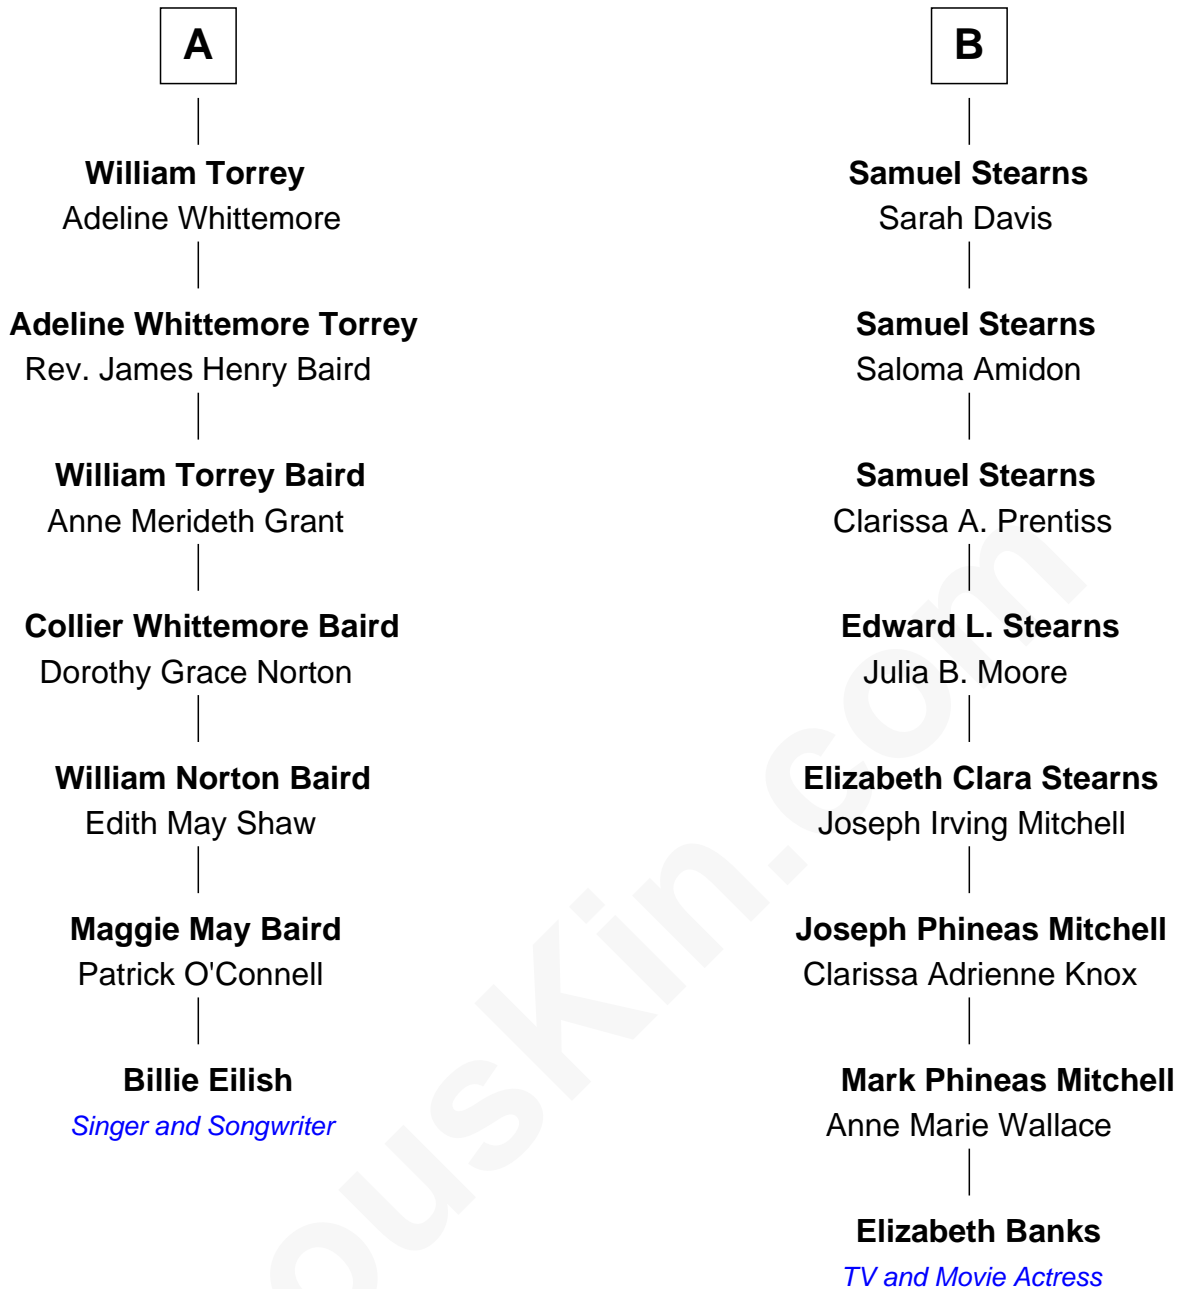 A
William Torrey
Adeline Whittemore
Adeline Whittemore Torrey
Rev. James Henry Baird
William Torrey Baird
Anne Merideth Grant
Collier Whittemore Baird
Dorothy Grace Norton
William Norton Baird
Edith May Shaw
Maggie May Baird
Patrick O'Connell
Billie Eilish
Singer and Songwriter
B
Samuel Stearns
Sarah Davis
Samuel Stearns
Saloma Amidon
Samuel Stearns
Clarissa A. Prentiss
Edward L. Stearns
Julia B. Moore
Elizabeth Clara Stearns
Joseph Irving Mitchell
Joseph Phineas Mitchell
Clarissa Adrienne Knox
Mark Phineas Mitchell
Anne Marie Wallace
Elizabeth Banks
TV and Movie Actress
ouskin.com